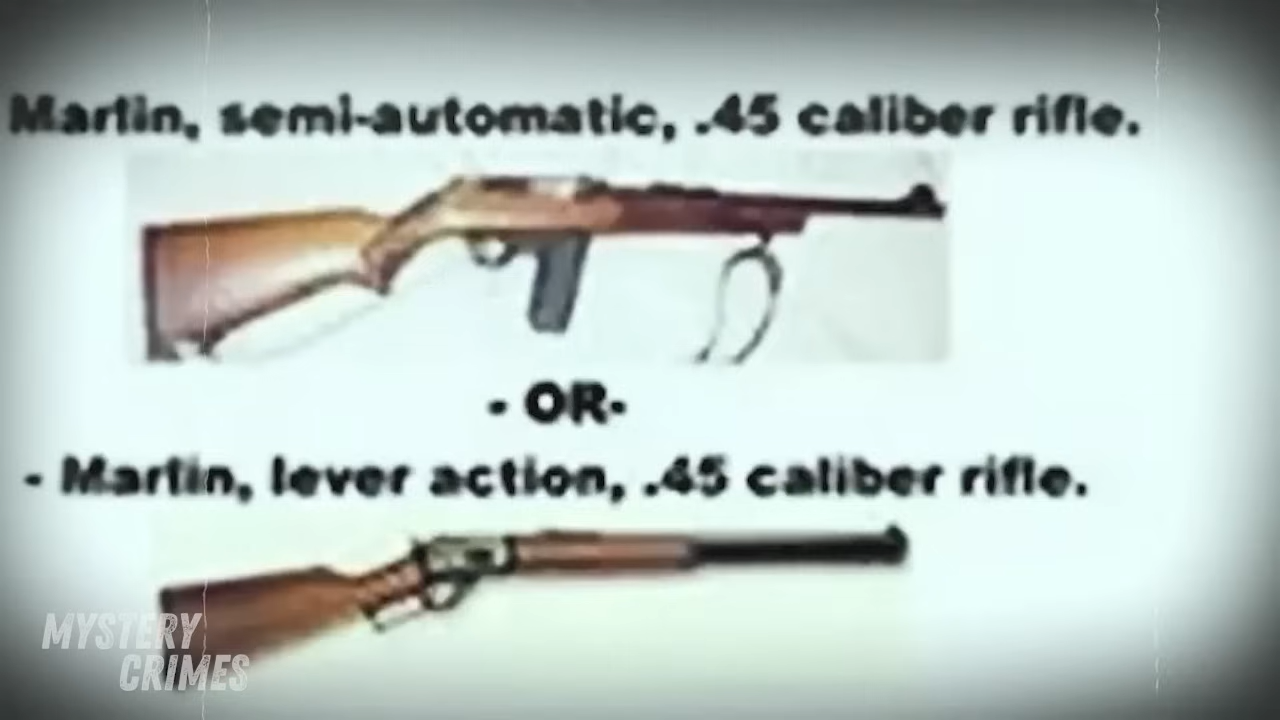 Marlin, semi-automatic, .45 caliber rifle.
- OR-
- Marlin, lever action, .45 caliber rifle.
MYSTERY
CRIMES